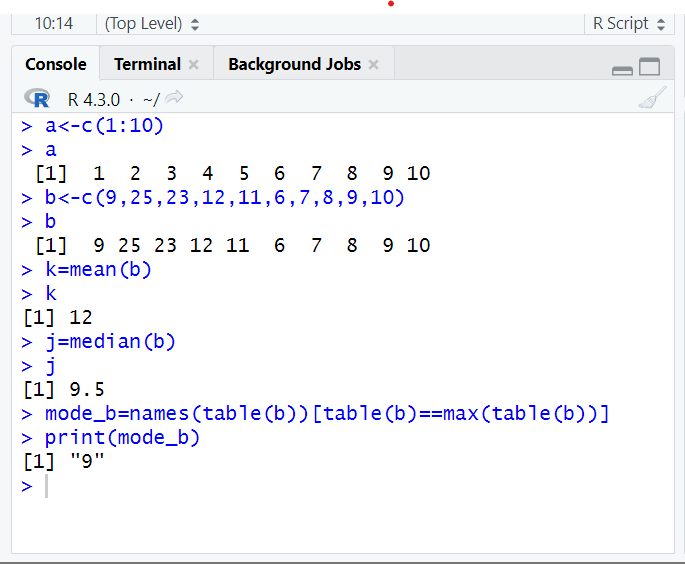 10:14 (Top Level) R Script
Console Terminal Background Jobs
R R 4.3.0 · ~/
> a<-c(1:10)
> a
 [1]  1  2  3  4  5  6  7  8  9 10
> b<-c(9,25,23,12,11,6,7,8,9,10)
> b
 [1]  9 25 23 12 11  6  7  8  9 10
> k=mean(b)
> k
[1] 12
> j=median(b)
> j
[1] 9.5
> mode_b=names(table(b))[table(b)==max(table(b))]
> print(mode_b)
[1] "9"
>